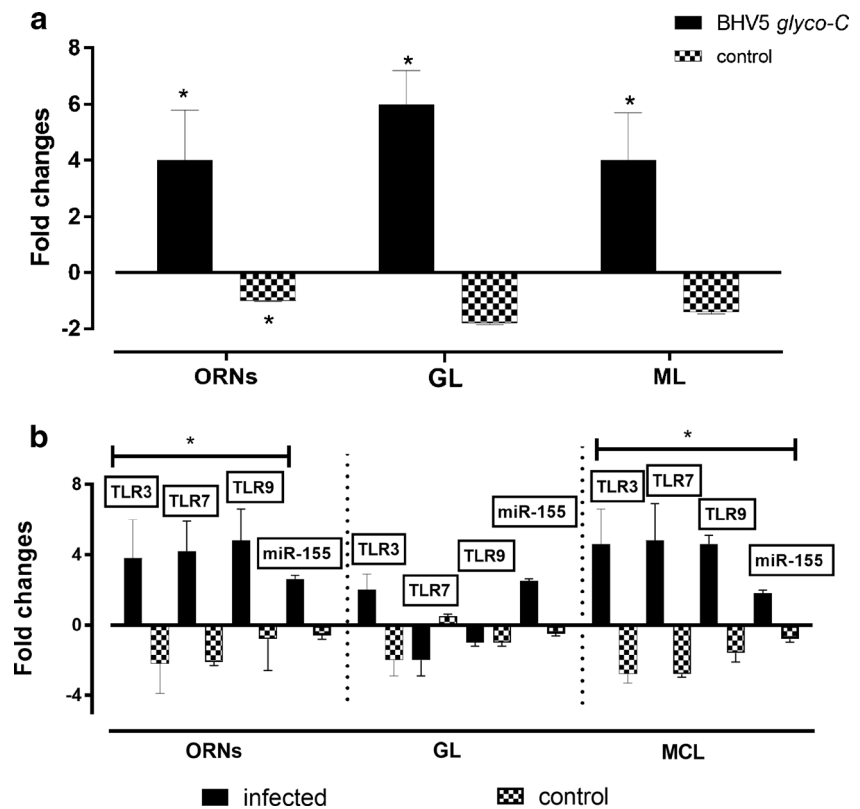 a
BHV5 glyco-C
control
Fold changes
8
6
4
2
0
-2
*
*
*
*
ORNs
GL
ML
b
Fold changes
8
4
0
-4
*
*
TLR3
TLR7
TLR9
miR-155
TLR3
TLR7
TLR9
miR-155
TLR3
TLR7
TLR9
miR-155
ORNs
GL
MCL
infected
control